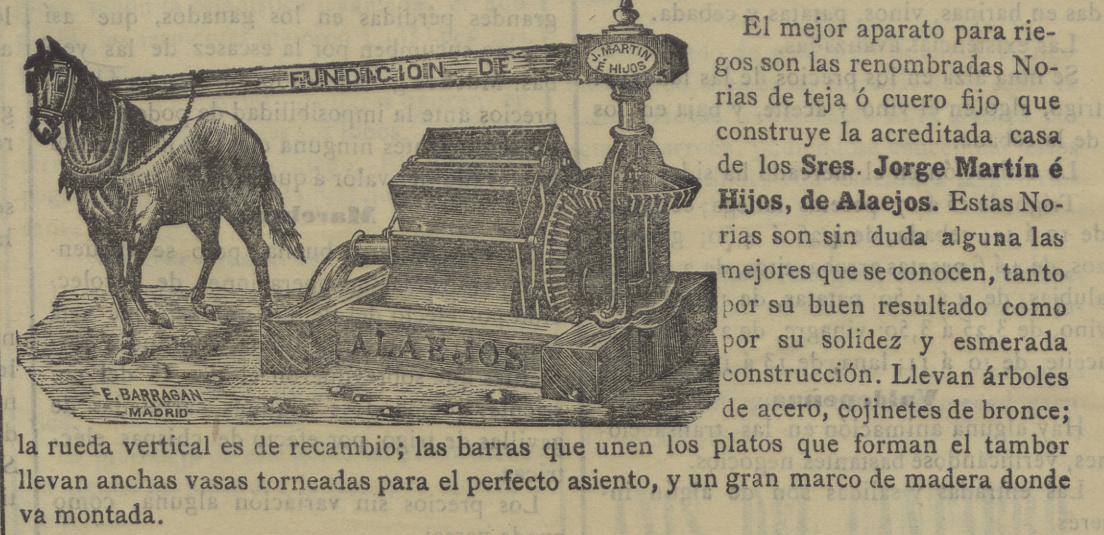 FUNDICION DE
J. MARTIN
É HIJOS
ALAEJOS
E. BARRAGAN
MADRID
El mejor aparato para rie-
gos son las renombradas No-
rias de teja ó cuero fijo que
construye la acreditada casa
de los Sres. Jorge Martín é
Hijos, de Alaejos. Estas No-
rias son sin duda alguna las
mejores que se conocen, tanto
por su buen resultado como
por su solidez y esmerada
construcción. Llevan árboles
de acero, cojinetes de bronce;
la rueda vertical es de recambio; las barras que unen los platos que forman el tambor
llevan anchas vasas torneadas para el perfecto asiento, y un gran marco de madera donde
va montada.